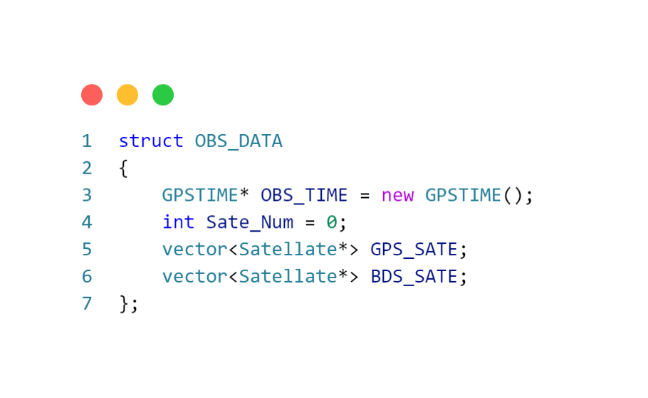 1 struct OBS_DATA
2 {
3     GPSTIME* OBS_TIME = new GPSTIME();
4     int Sate_Num = 0;
5     vector<Satellate*> GPS_SATE;
6     vector<Satellate*> BDS_SATE;
7 };